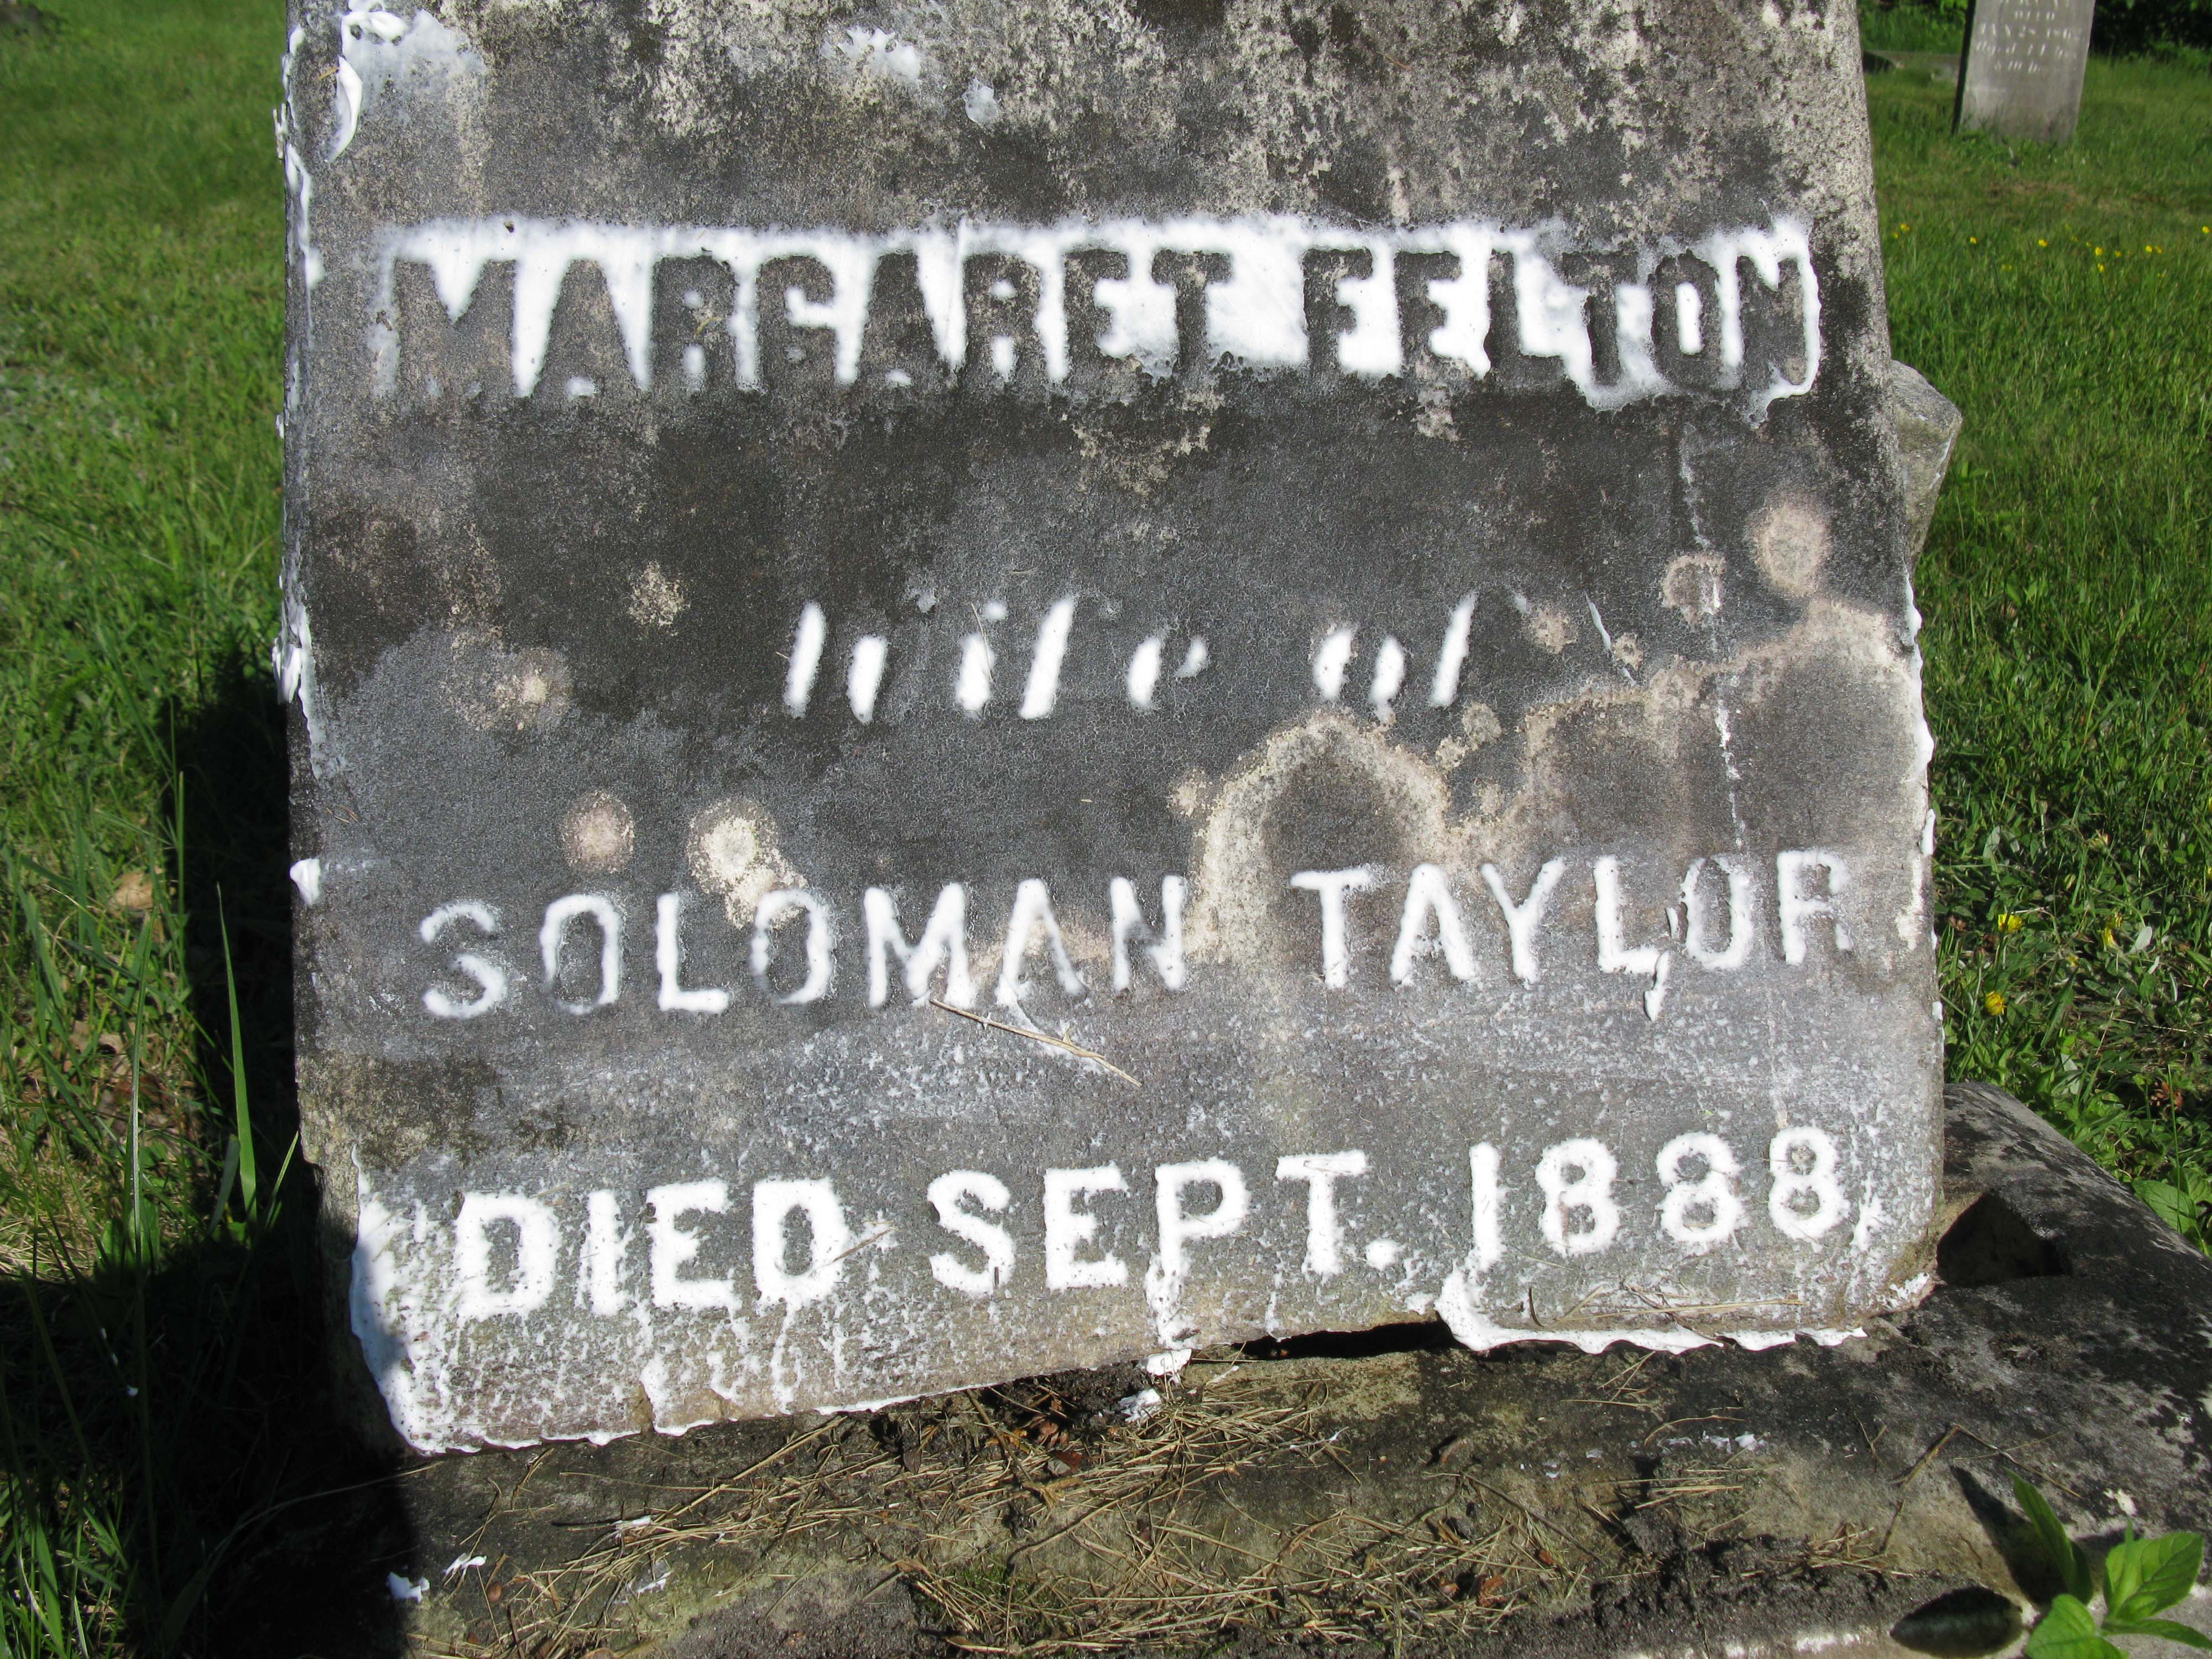 MARGARET FELTON
wife of
SOLOMAN TAYLOR
DIED SEPT. 1888